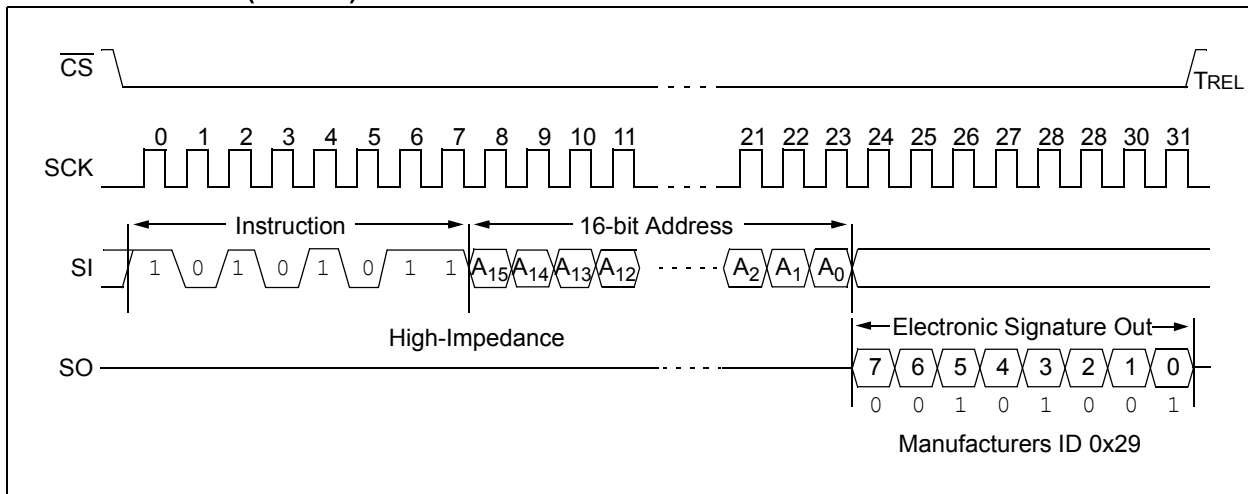 CS
TREL
0 1 2 3 4 5 6 7 8 9 10 11 21 22 23 24 25 26 27 28 28 30 31
SCK
Instruction 16-bit Address
SI 1 0 1 0 1 0 1 1 A15 A14 A13 A12 A2 A1 A0
High-Impedance Electronic Signature Out
SO 7 6 5 4 3 2 1 0
0 0 1 0 1 0 0 1
Manufacturers ID 0x29